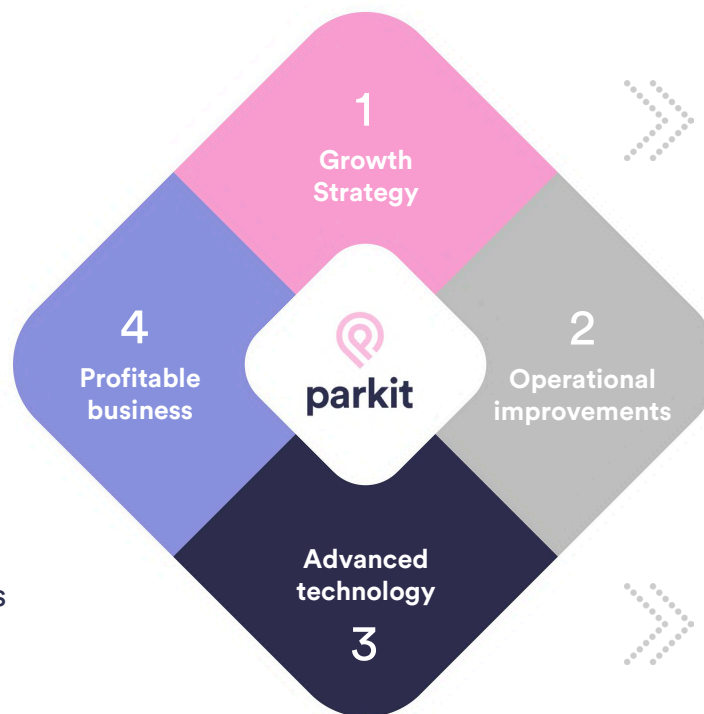 1
Growth
Strategy
4
Profitable
business
parkit
2
Operational
improvements
Advanced
technology
3
s